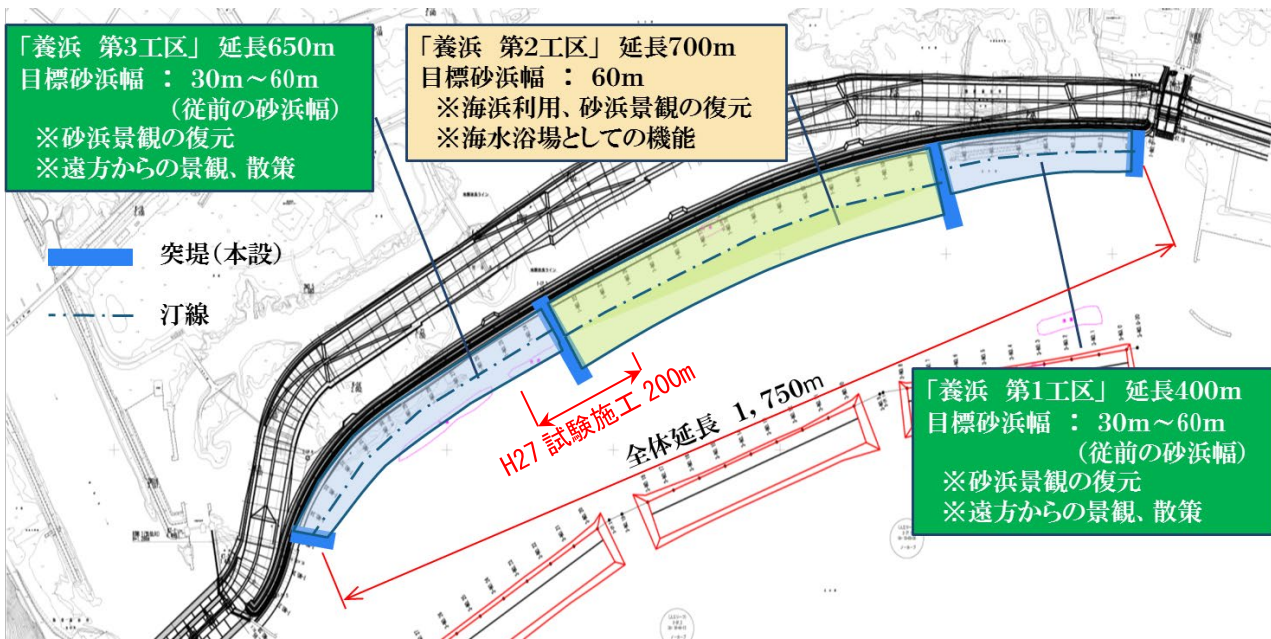 「養浜 第3工区」 延長650m
目標砂浜幅 : 30m~60m
(従前の砂浜幅)
※砂浜景観の復元
※遠方からの景観、散策
「養浜 第2工区」 延長700m
目標砂浜幅 : 60m
※海浜利用、砂浜景観の復元
※海水浴場としての機能
突堤(本設)
汀線
H27 試験施工 200m
全体延長 1,750m
「養浜 第1工区」 延長400m
目標砂浜幅 : 30m~60m
(従前の砂浜幅)
※砂浜景観の復元
※遠方からの景観、散策